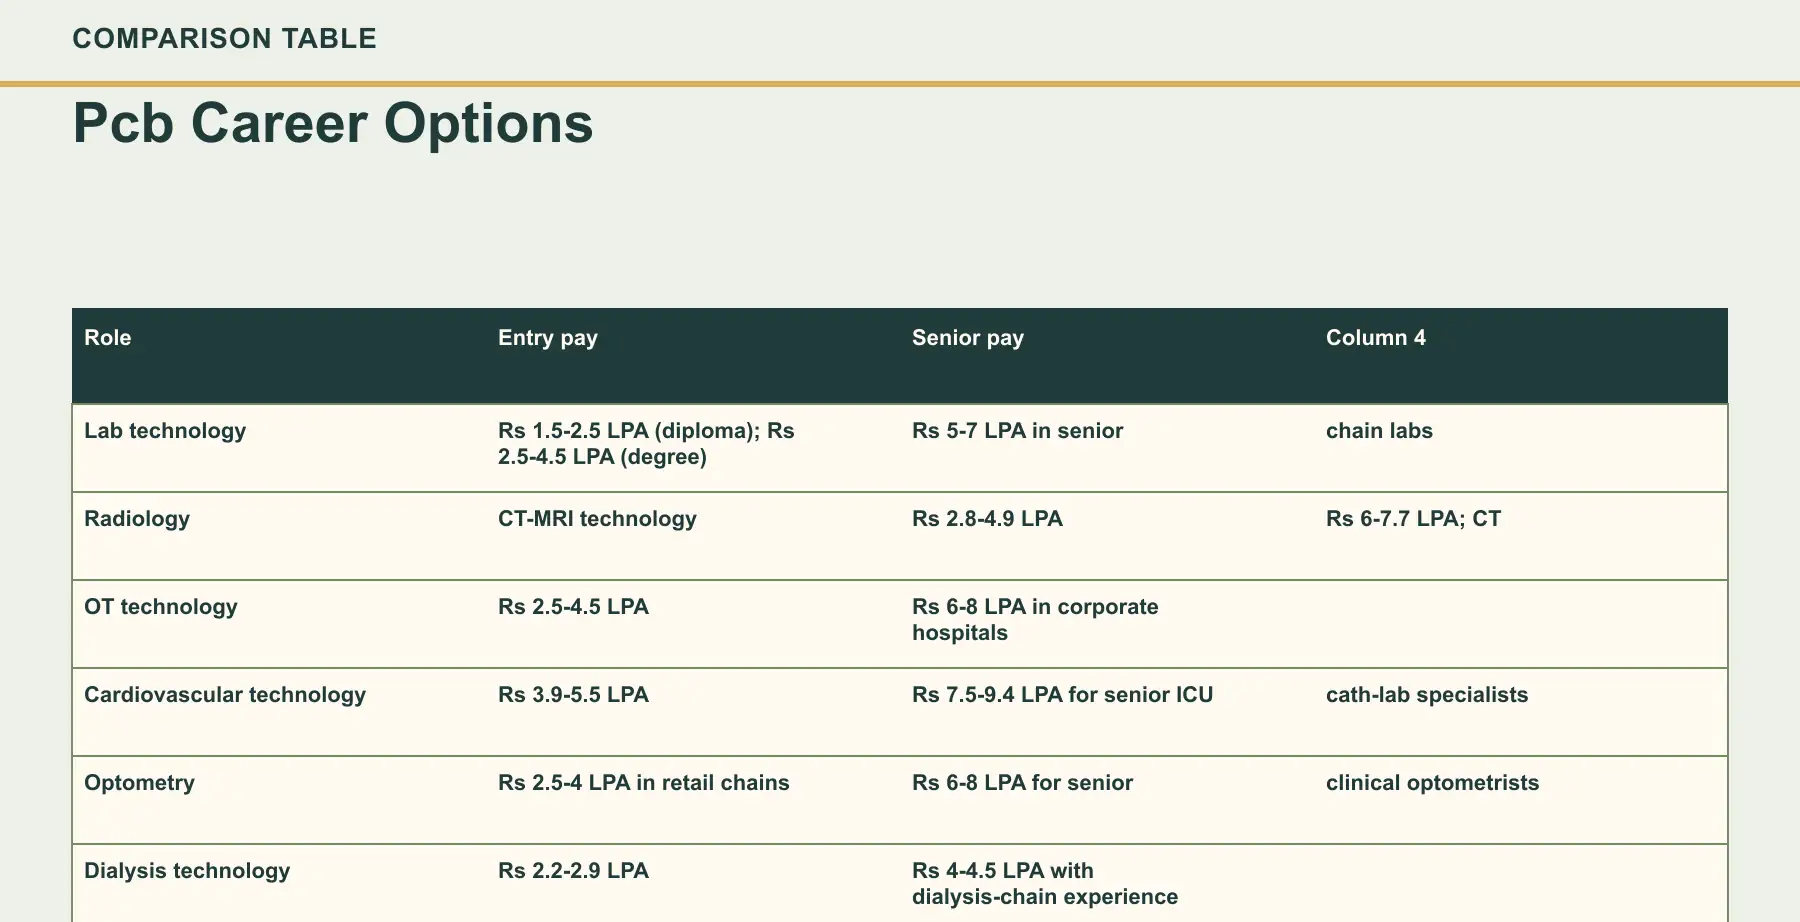 COMPARISON TABLE
Pcb Career Options
Role Entry pay Senior pay Column 4
Lab technology Rs 1.5-2.5 LPA (diploma); Rs 2.5-4.5 LPA (degree) Rs 5-7 LPA in senior chain labs
Radiology CT-MRI technology Rs 2.8-4.9 LPA Rs 6-7.7 LPA; CT
OT technology Rs 2.5-4.5 LPA Rs 6-8 LPA in corporate hospitals
Cardiovascular technology Rs 3.9-5.5 LPA Rs 7.5-9.4 LPA for senior ICU cath-lab specialists
Optometry Rs 2.5-4 LPA in retail chains Rs 6-8 LPA for senior clinical optometrists
Dialysis technology Rs 2.2-2.9 LPA Rs 4-4.5 LPA with dialysis-chain experience